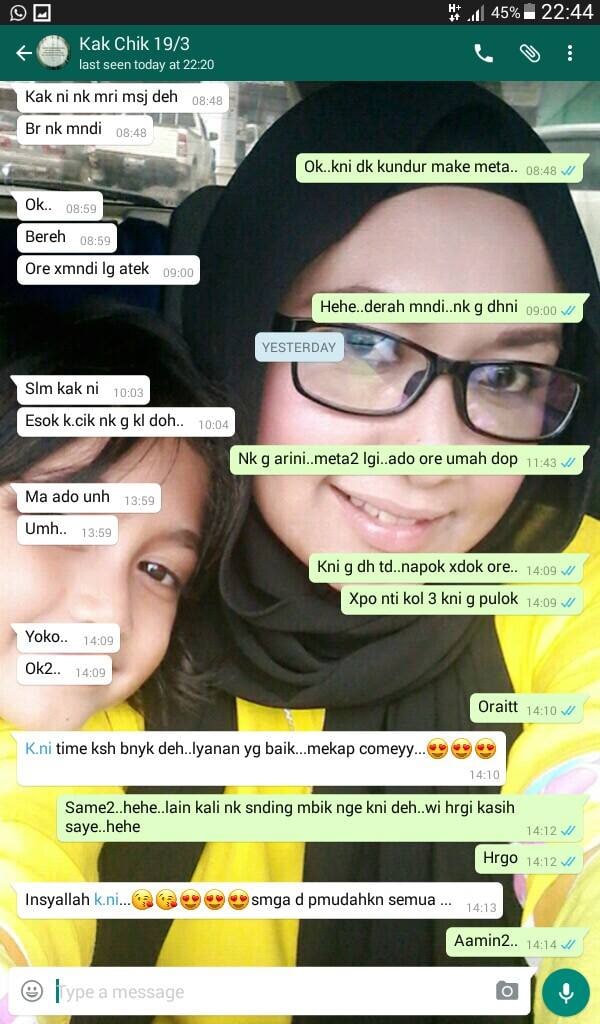 45% 22:44
Kak Chik 19/3
last seen today at 22:20
Kak ni nk mri msj deh 08:48
Br nk mndi 08:48
Ok..kni dk kundur make meta.. 08:48
Ok.. 08:59
Bereh 08:59
Ore xmndi lg atek 09:00
Hehe..derah mndi..nk g dhni 09:00
YESTERDAY
Slm kak ni 10:03
Esok k.cik nk g kl doh.. 10:04
Nk g arini..meta2 lgi..ado ore umah dop 11:43
Ma ado unh 13:59
Umh.. 13:59
Kni g dh td..napok xdok ore.. 14:09
Xpo nti kol 3 kni g pulok 14:09
Yoko.. 14:09
Ok2.. 14:09
Oraitt 14:10
K.ni time ksh bnyk deh..lyanan yg baik...mekap comeyy...😍😍😍
14:10
Same2..hehe..lain kali nk snding mbik nge kni deh..wi hrgi kasih
saye..hehe 14:12
Hrgo 14:12
Insyallah k.ni...😘😘😍😍😍smga d pmudahkn semua ... 14:13
Aamin2.. 14:14
Type a message